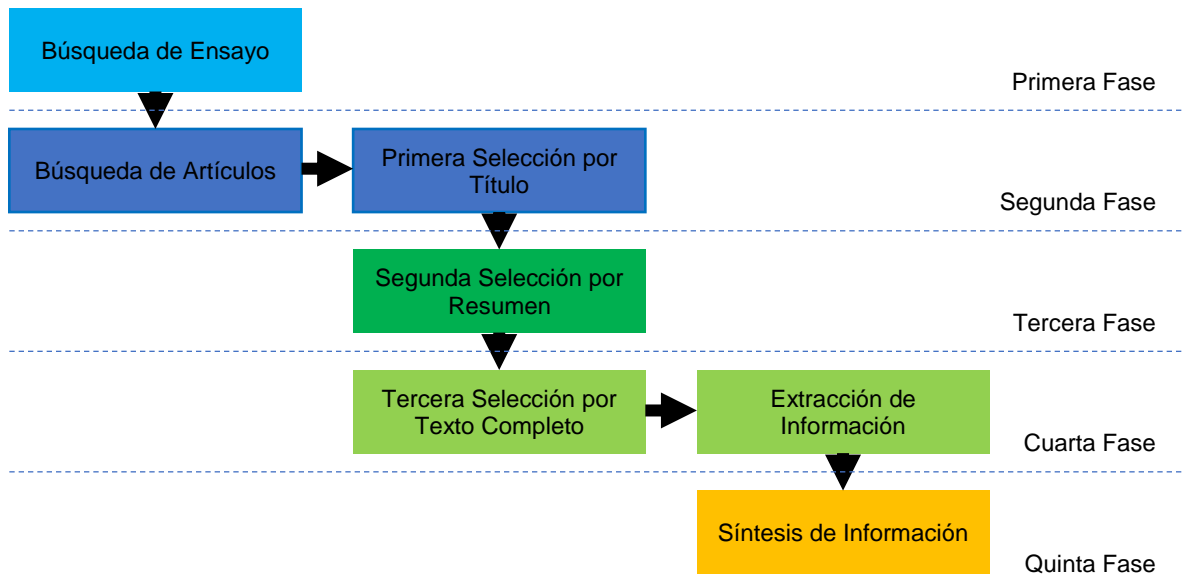 Búsqueda de Ensayo
Primera Fase
Búsqueda de Artículos
Primera Selección por
Título
Segunda Fase
Segunda Selección por
Resumen
Tercera Fase
Tercera Selección por
Texto Completo
Extracción de
Información
Cuarta Fase
Síntesis de Información
Quinta Fase